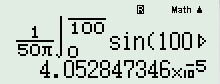 R Math ▲
1/50π ∫ 0 100 sin(100▷
4.052847346×10⁻⁵